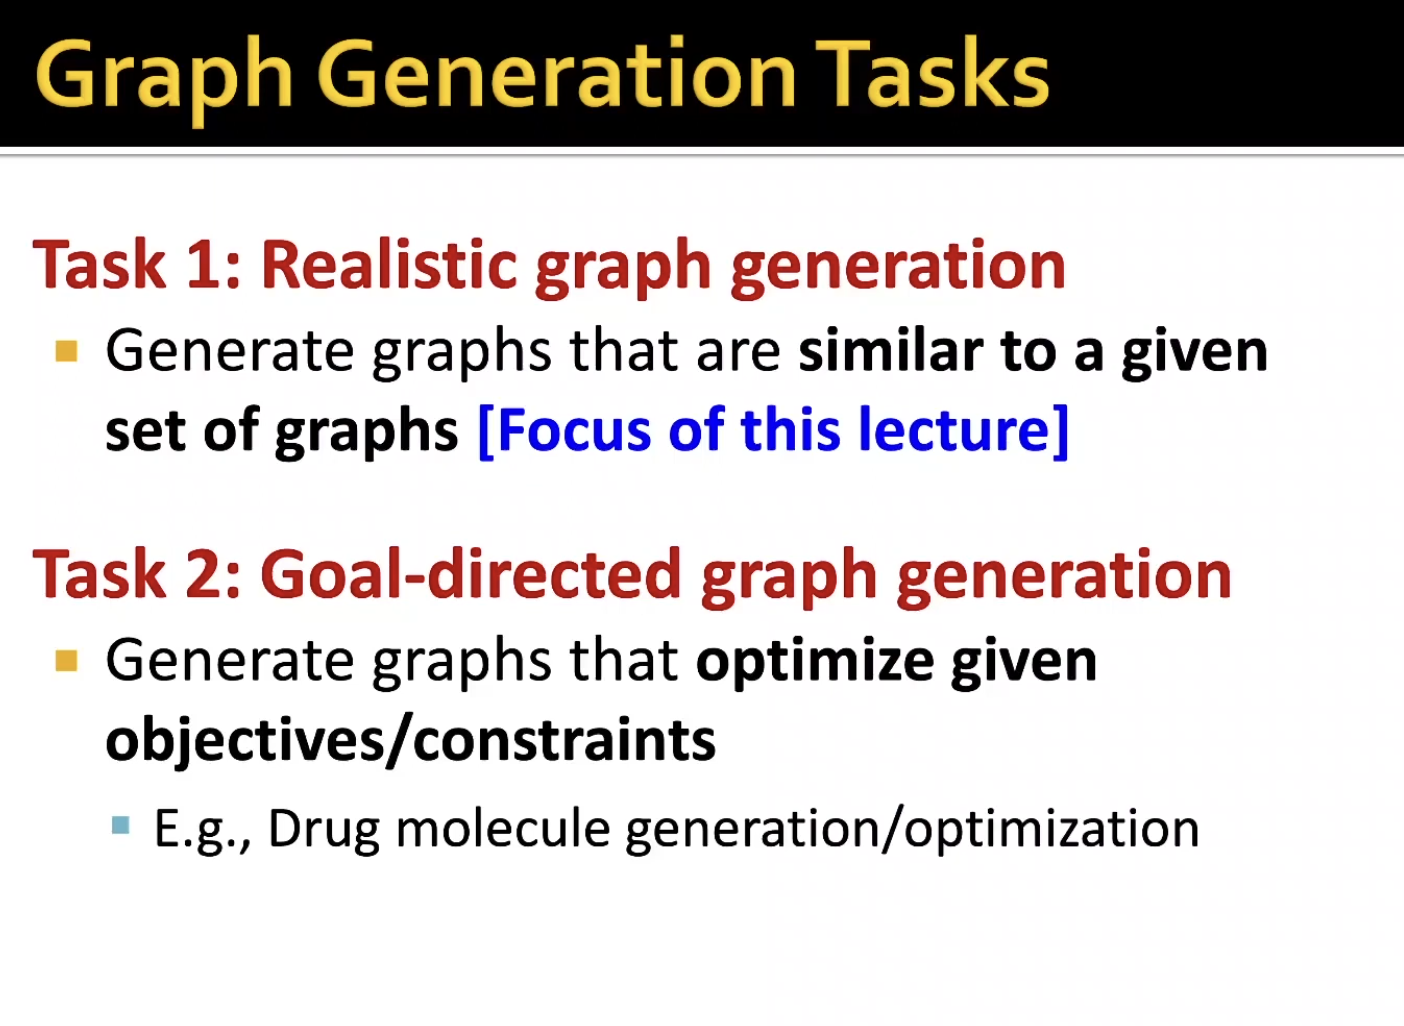 Graph Generation Tasks
Task 1: Realistic graph generation
Generate graphs that are similar to a given
set of graphs [Focus of this lecture]
Task 2: Goal-directed graph generation
Generate graphs that optimize given
objectives/constraints
E.g., Drug molecule generation/optimization